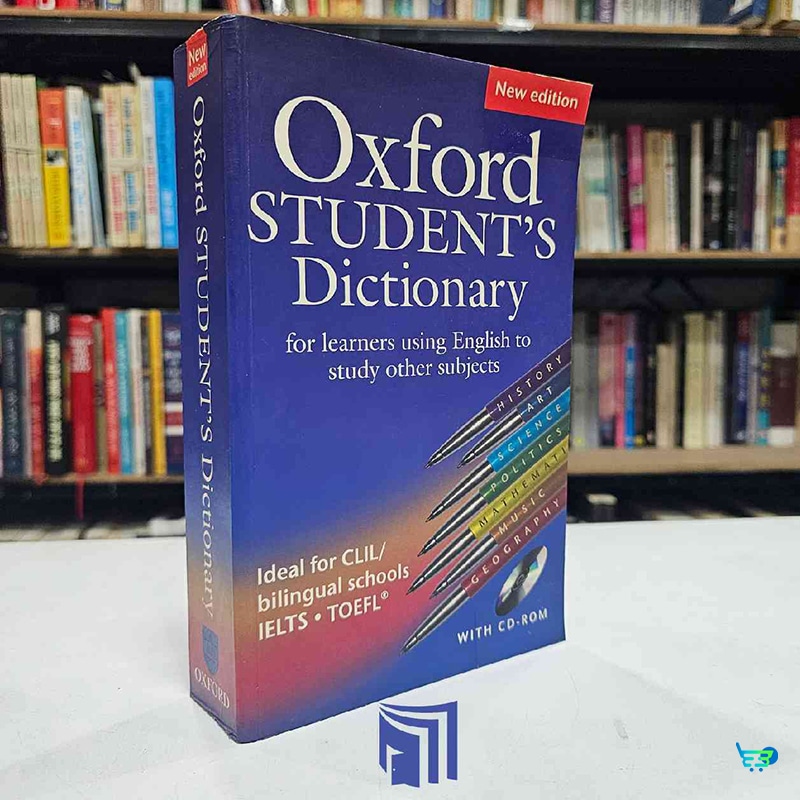 New
edition
Oxford STUDENT'S Dictionary
OXFORD
New edition
Oxford
STUDENT'S
Dictionary
for learners using English to
study other subjects
HISTORY
ART
SCIENCE
POLITICS
MATHEMATI
MUSIC
GEOGRAPHY
Ideal for CLIL/
bilingual schools
IELTS • TOEFL®
WITH CD-ROM